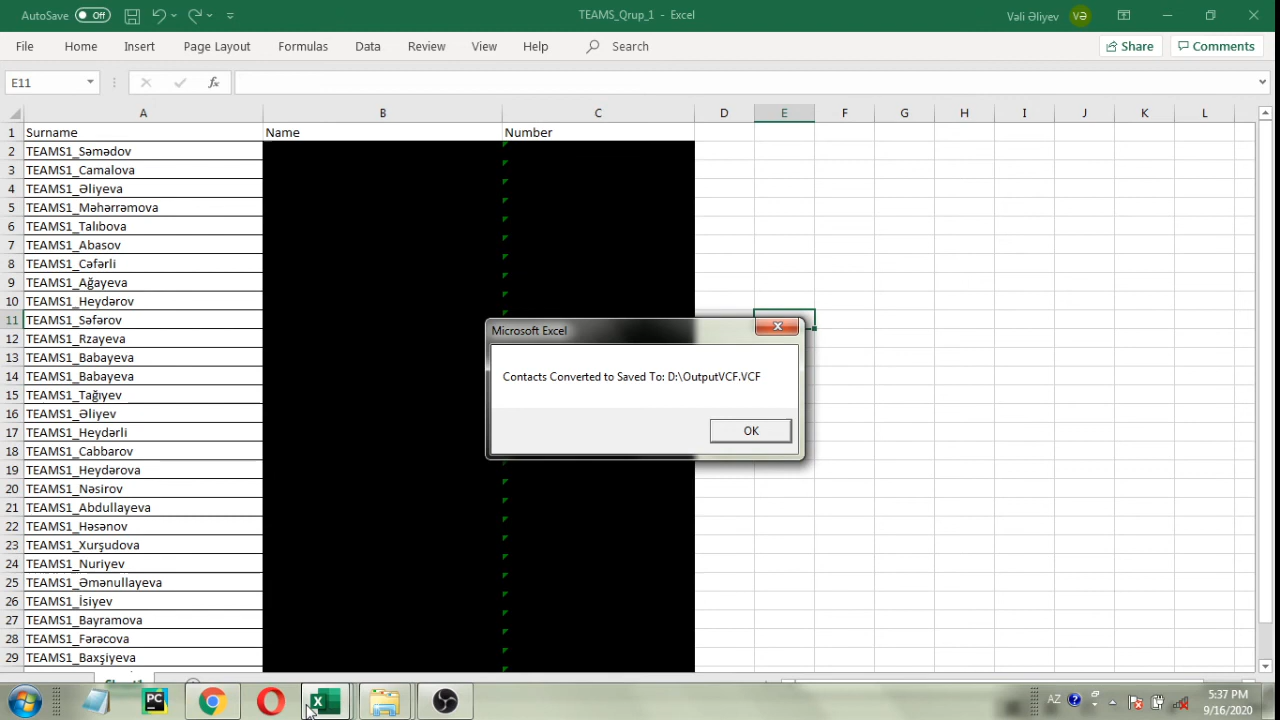 AutoSave Off
TEAMS_Qrup_1 - Excel
Vəli Əliyev VƏ
File Home Insert Page Layout Formulas Data Review View Help Search Share Comments
E11 fx
A B C D E F G H I J K L
1 Surname Name Number
2 TEAMS1_Səmədov
3 TEAMS1_Camalova
4 TEAMS1_Əliyeva
5 TEAMS1_Məhərrəmova
6 TEAMS1_Talıbova
7 TEAMS1_Abasov
8 TEAMS1_Cəfərli
9 TEAMS1_Ağayeva
10 TEAMS1_Heydərov
11 TEAMS1_Səfərov
12 TEAMS1_Rzayeva
13 TEAMS1_Babayeva
14 TEAMS1_Babayeva
15 TEAMS1_Tağıyev
16 TEAMS1_Əliyev
17 TEAMS1_Heydərli
18 TEAMS1_Cabbarov
19 TEAMS1_Heydərova
20 TEAMS1_Nəsirov
21 TEAMS1_Abdullayeva
22 TEAMS1_Həsənov
23 TEAMS1_Xurşudova
24 TEAMS1_Nuriyev
25 TEAMS1_Əmənullayeva
26 TEAMS1_İsiyev
27 TEAMS1_Bayramova
28 TEAMS1_Fərəcova
29 TEAMS1_Baxşiyeva
Microsoft Excel
Contacts Converted to Saved To: D:\OutputVCF.VCF
OK
PC
AZ
5:37 PM
9/16/2020